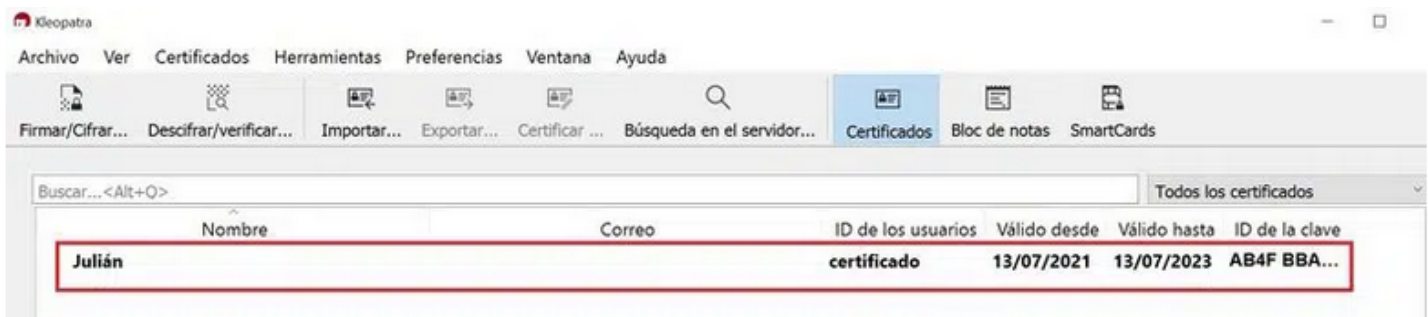 Kleopatra
Archivo Ver Certificados Herramientas Preferencias Ventana Ayuda
Firmar/Cifrar... Descifrar/verificar... Importar... Exportar... Certificar ... Búsqueda en el servidor... Certificados Bloc de notas SmartCards
Buscar...<Alt+Q> Todos los certificados
Nombre Correo ID de los usuarios Válido desde Válido hasta ID de la clave
Julián certificado 13/07/2021 13/07/2023 AB4F BBA...